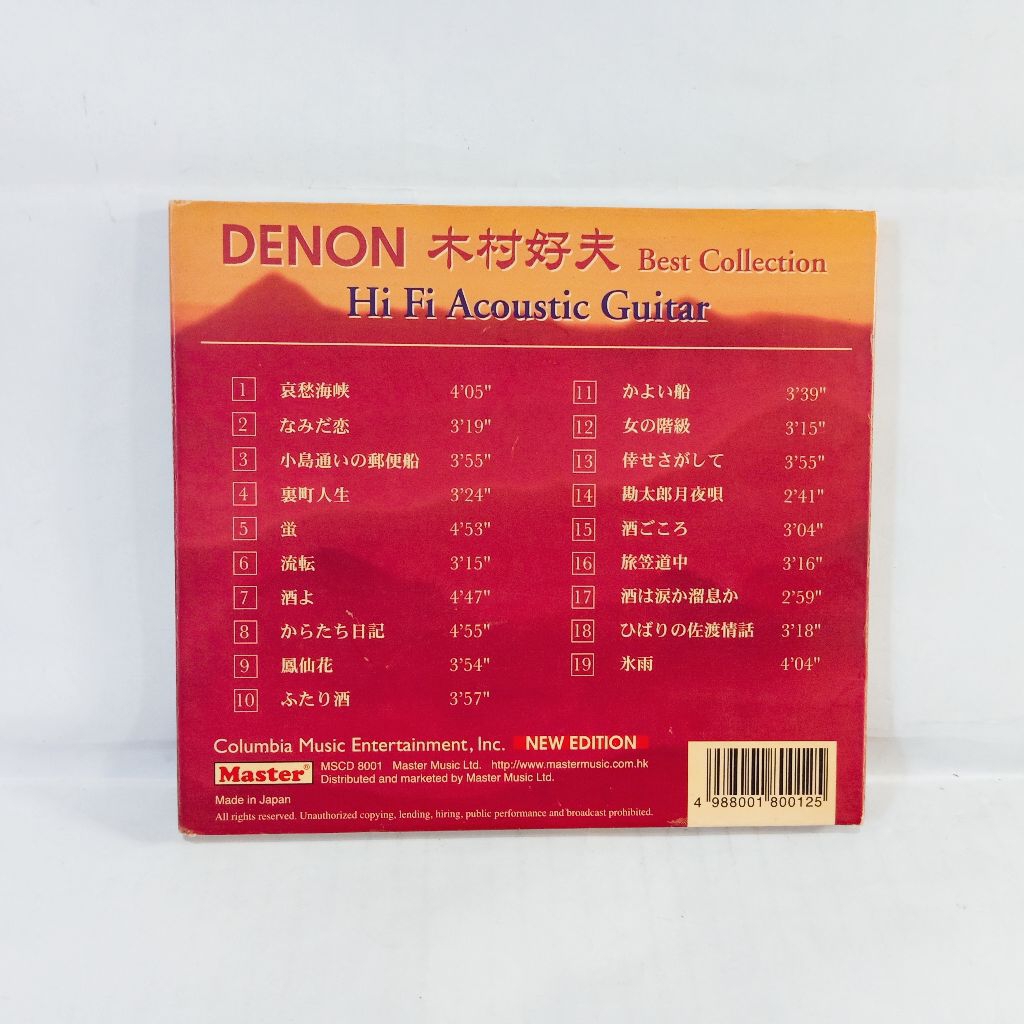 DENON 木村好夫 Best Collection
Hi Fi Acoustic Guitar
1 哀愁海峡 4'05"
2 なみだ恋 3'19"
3 小島通いの郵便船 3'55"
4 裏町人生 3'24"
5 蛍 4'53"
6 流転 3'15"
7 酒よ 4'47"
8 からたち日記 4'55"
9 鳳仙花 3'54"
10 ふたり酒 3'57"
11 かよい船 3'39"
12 女の階級 3'15"
13 倖せさがして 3'55"
14 勘太郎月夜唄 2'41"
15 酒ごころ 3'04"
16 旅笠道中 3'16"
17 酒は涙か溜息か 2'59"
18 ひばりの佐渡情話 3'18"
19 氷雨 4'04"
Columbia Music Entertainment, Inc. NEW EDITION
Master® MSCD 8001 Master Music Ltd. http://www.mastermusic.com.hk
Distributed and marketed by Master Music Ltd.
Made in Japan
All rights reserved. Unauthorized copying, lending, hiring, public performance and broadcast prohibited.
4 988001 800125